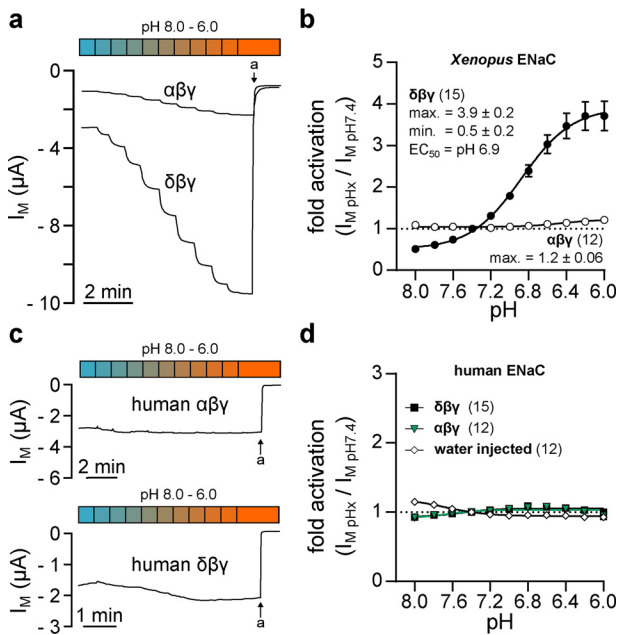 a
pH 8.0 - 6.0
a
0
- 2
- 4
- 6
- 8
- 10
I_M (µA)
αβγ
δβγ
2 min
b
Xenopus ENaC
5
4
3
2
1
0
fold activation
(I_M pHx / I_M pH7.4)
δβγ (15)
max. = 3.9 ± 0.2
min. = 0.5 ± 0.2
EC50 = pH 6.9
αβγ (12)
max. = 1.2 ± 0.06
8.0 7.6 7.2 6.8 6.4 6.0
pH
c
pH 8.0 - 6.0
0
- 2
- 4
- 6
I_M (µA)
human αβγ
2 min
a
pH 8.0 - 6.0
0
- 1
- 2
- 3
I_M (µA)
human δβγ
1 min
a
d
human ENaC
3
2
1
0
fold activation
(I_M pHx / I_M pH7.4)
δβγ (15)
αβγ (12)
water injected (12)
8.0 7.6 7.2 6.8 6.4 6.0
pH